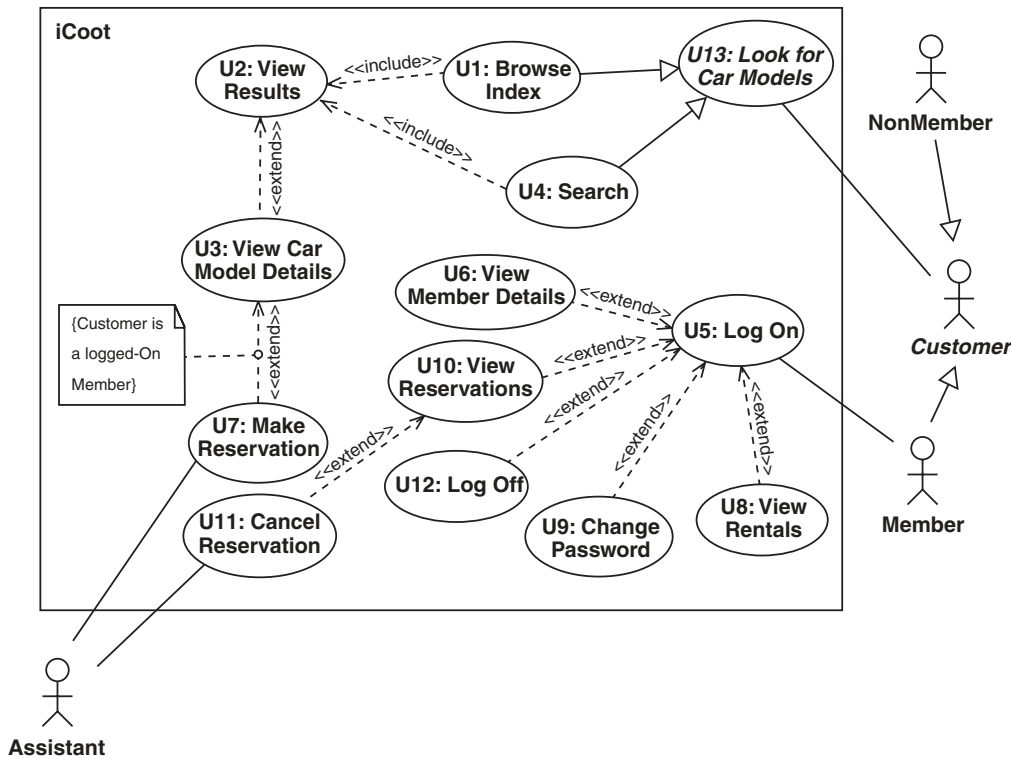 iCoot
U2: View
Results
<<include>>
U1: Browse
Index
U13: Look for
Car Models
NonMember
<<include>>
<<extend>>
U4: Search
U3: View Car
Model Details
U6: View
Member Details
<<extend>>
U5: Log On
Customer
{Customer is
a logged-On
Member}
<<extend>>
U10: View
Reservations
<<extend>>
<<extend>>
<<extend>>
<<extend>>
U7: Make
Reservation
<<extend>>
U12: Log Off
U11: Cancel
Reservation
U9: Change
Password
U8: View
Rentals
Member
Assistant